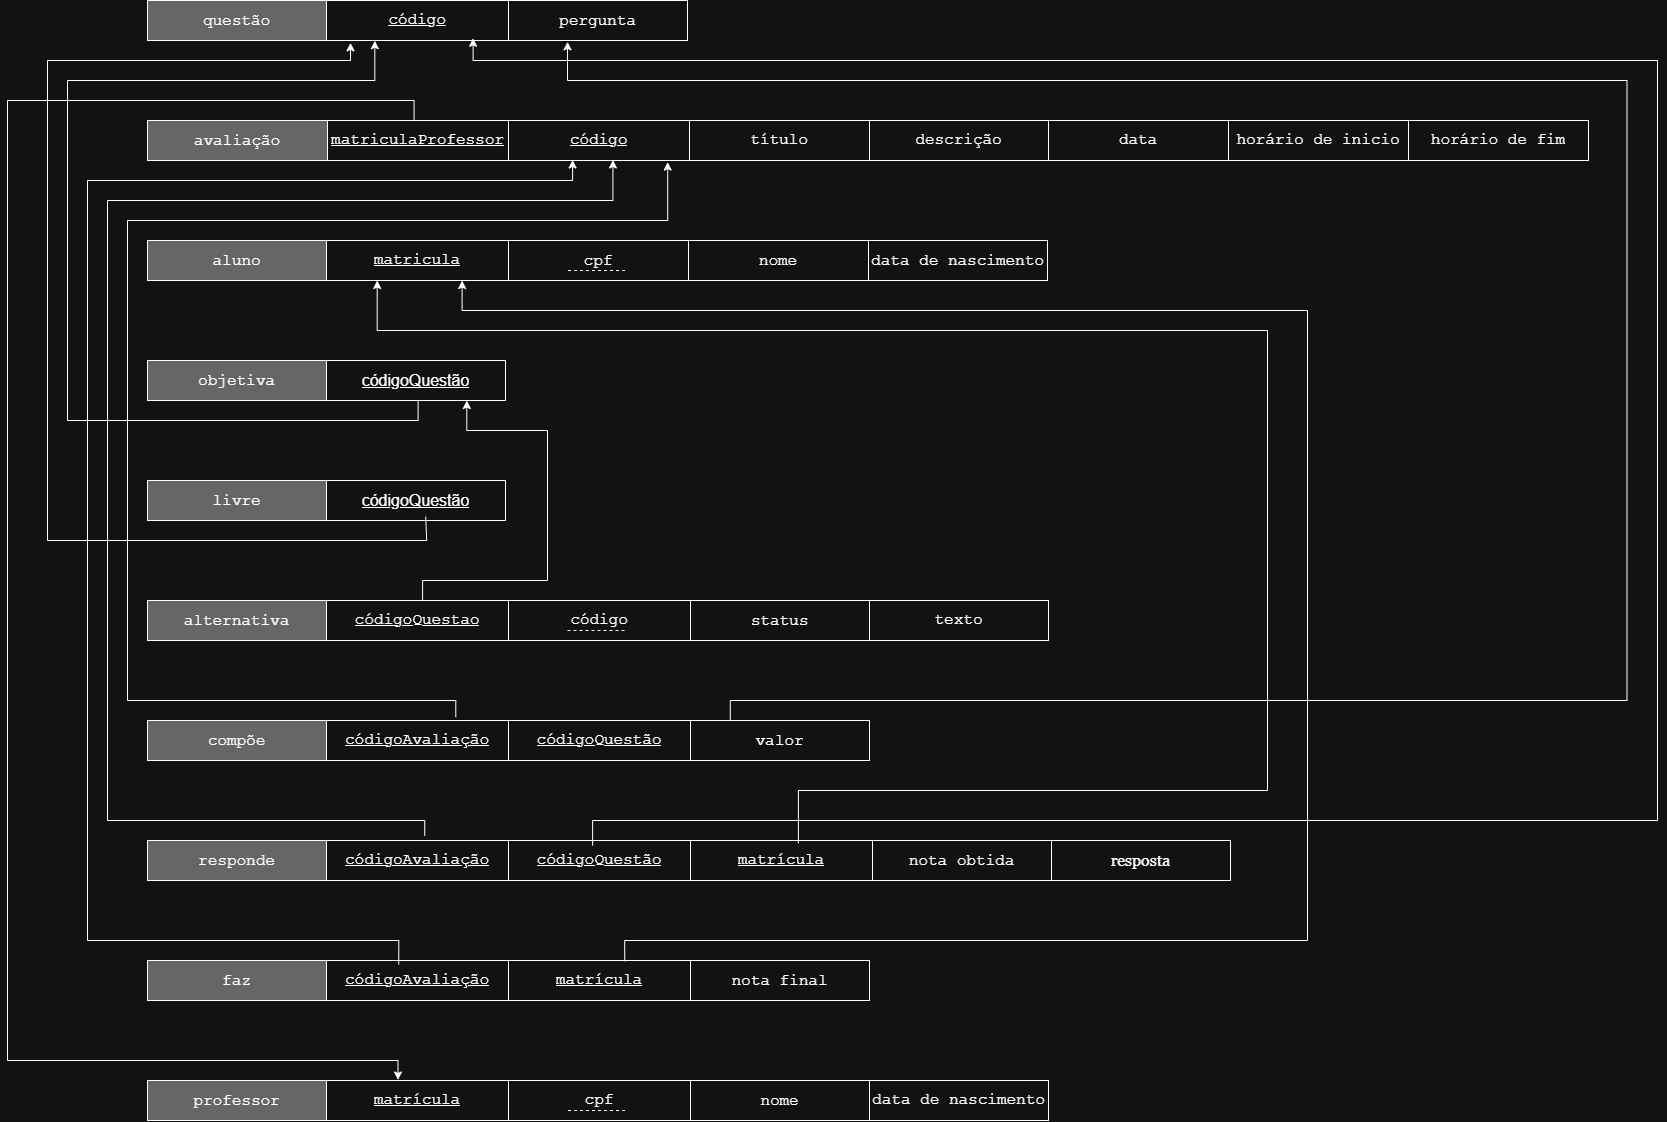 questão código pergunta
avaliação matriculaProfessor código título descrição data horário de inicio horário de fim
aluno matricula cpf nome data de nascimento
objetiva códigoQuestão
livre códigoQuestão
alternativa códigoQuestao código status texto
compõe códigoAvaliação códigoQuestão valor
responde códigoAvaliação códigoQuestão matrícula nota obtida resposta
faz códigoAvaliação matrícula nota final
professor matrícula cpf nome data de nascimento